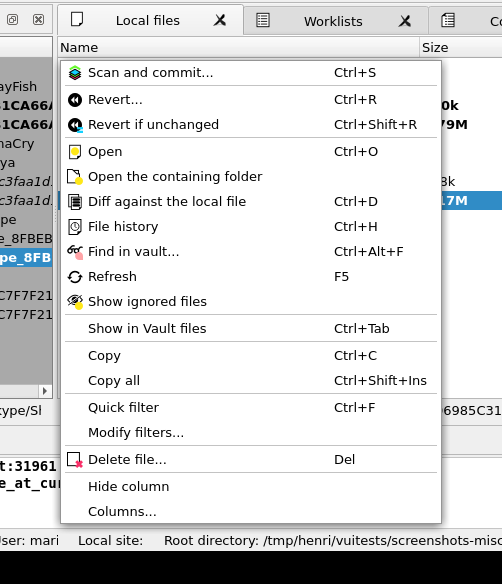 Local files
Worklists
Co
Name
Size
Scan and commit... Ctrl+S
Revert... Ctrl+R
Revert if unchanged Ctrl+Shift+R
Open Ctrl+O
Open the containing folder
Diff against the local file Ctrl+D
File history Ctrl+H
Find in vault... Ctrl+Alt+F
Refresh F5
Show ignored files
Show in Vault files Ctrl+Tab
Copy Ctrl+C
Copy all Ctrl+Shift+Ins
Quick filter Ctrl+F
Modify filters...
Delete file... Del
Hide column
Columns...
ayFish
1CA66A
0k
1CA66A
79M
naCry
ya
c3faa1d
8k
c3faa1d
17M
pe
e_8FBEB
pe_8FB
C7F7F21
C7F7F21
kype/Sl
6985C31
t:31961
e_at_cu
ser: mari
Local site:
Root directory: /tmp/henri/vuitests/screenshots-misc